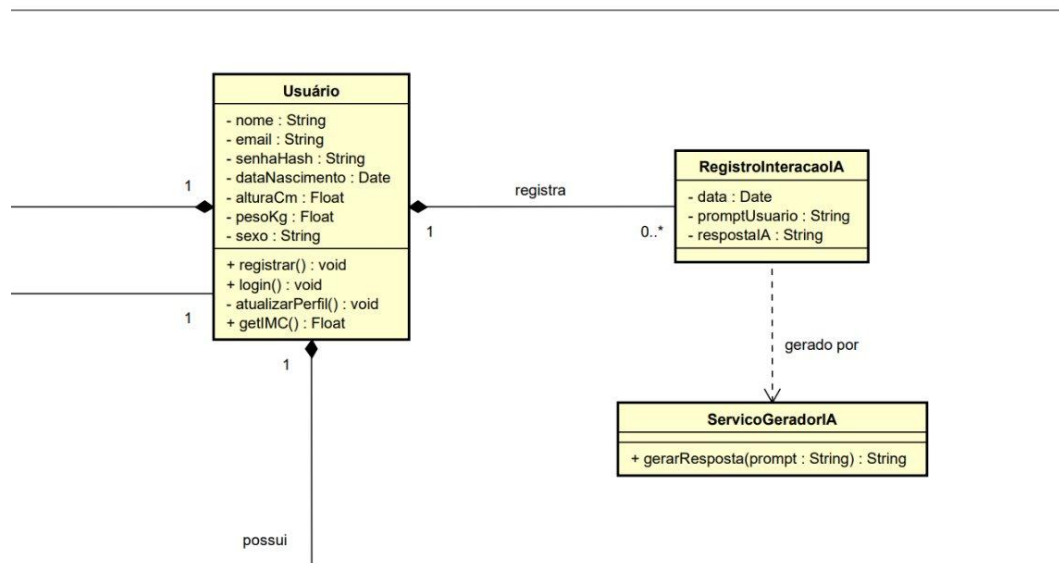 Usuário
- nome : String
- email : String
- senhaHash : String
- dataNascimento : Date
- alturaCm : Float
- pesoKg : Float
- sexo : String
+ registrar() : void
+ login() : void
- atualizarPerfil() : void
+ getIMC() : Float
1
1
1
possui
1
registra
0..*
RegistroInteracaoIA
- data : Date
- promptUsuario : String
- respostaIA : String
gerado por
ServicoGeradorIA
+ gerarResposta(prompt : String) : String